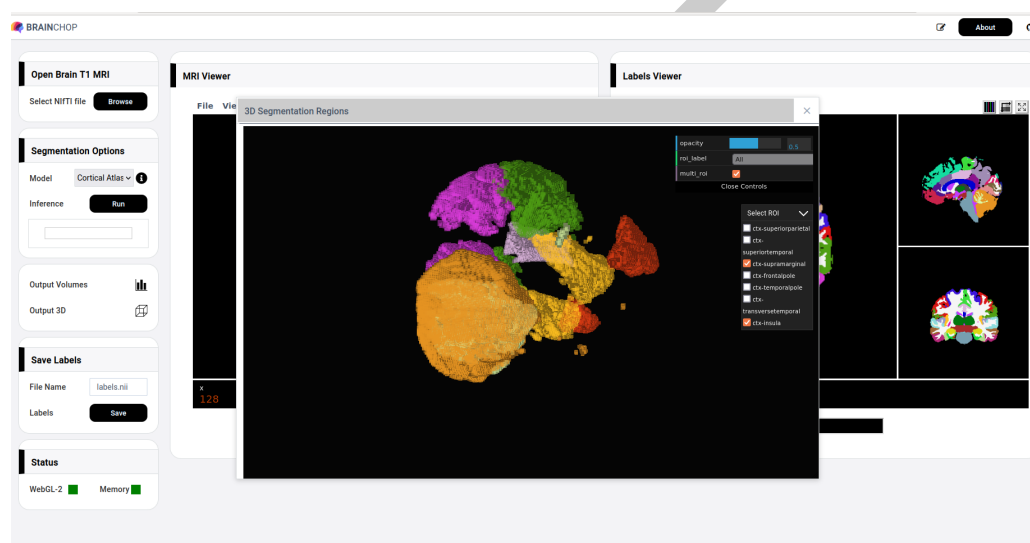 BRAINCHOP
About
Open Brain T1 MRI
Select NIfTI file
Browse
Segmentation Options
Model
Cortical Atlas
Inference
Run
Output Volumes
Output 3D
Save Labels
File Name
labels.nii
Labels
Save
Status
WebGL-2
Memory
MRI Viewer
File Vie
x
128
3D Segmentation Regions
×
opacity
0.5
roi_label
All
multi_roi
Close Controls
Select ROI
ctx-superiorparietal
ctx-
superiortemporal
ctx-supramarginal
ctx-frontalpole
ctx-temporalpole
ctx-
transversetemporal
ctx-insula
Labels Viewer